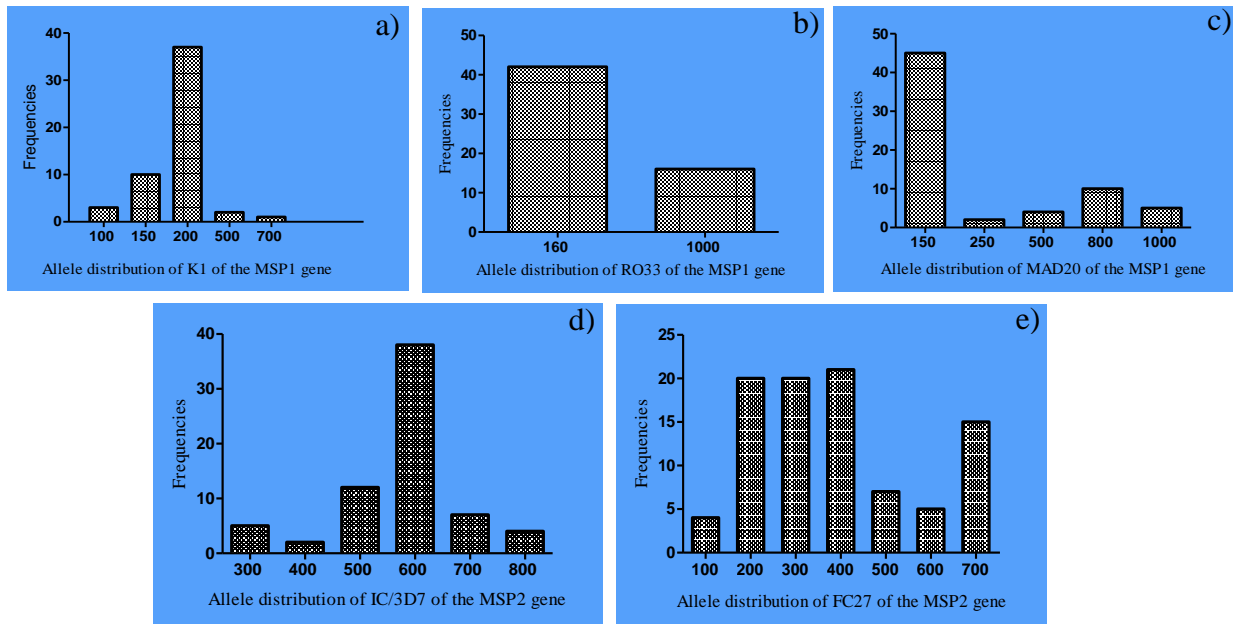 a)
40
30
20
10
0
Frequencies
100 150 200 500 700
Allele distribution of K1 of the MSP1 gene
b)
50
40
30
20
10
0
Frequencies
160 1000
Allele distribution of RO33 of the MSP1 gene
c)
50
40
30
20
10
0
Frequencies
150 250 500 800 1000
Allele distribution of MAD20 of the MSP1 gene
d)
40
30
20
10
0
Frequencies
300 400 500 600 700 800
Allele distribution of IC/3D7 of the MSP2 gene
e)
25
20
15
10
5
0
Frequencies
100 200 300 400 500 600 700
Allele distribution of FC27 of the MSP2 gene